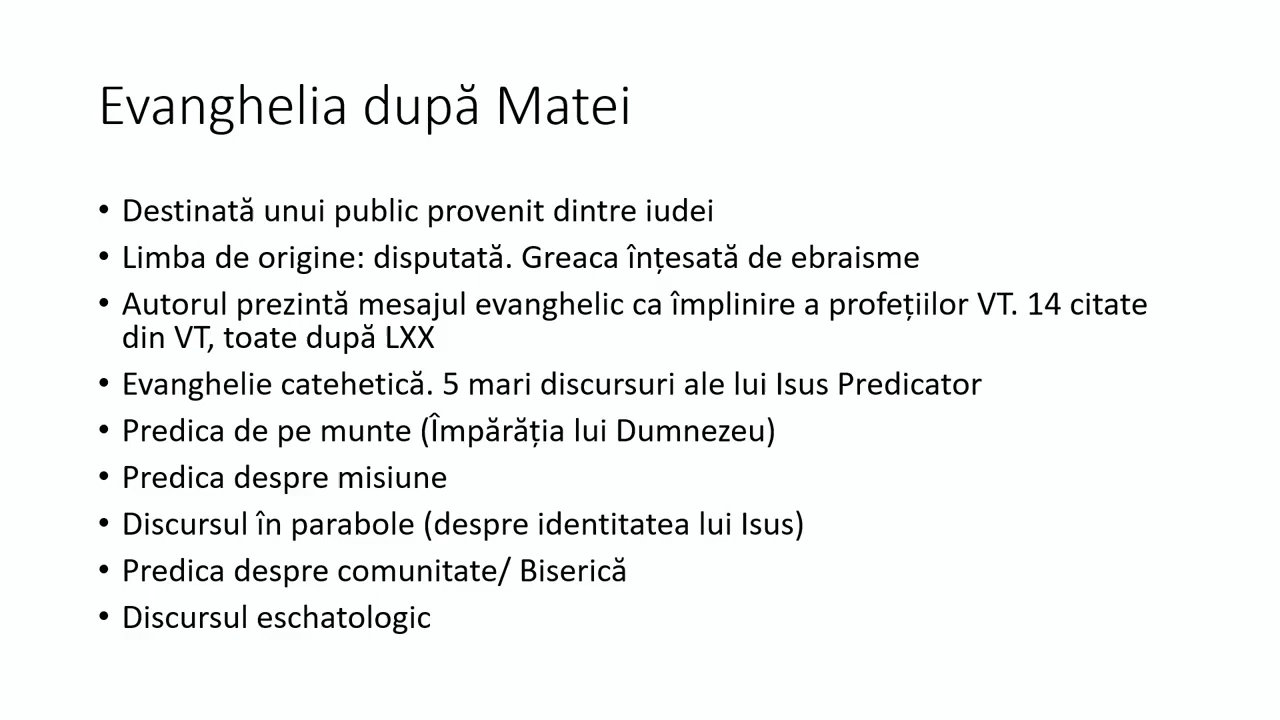 Evanghelia după Matei
• Destinată unui public provenit dintre iudei
• Limba de origine: disputată. Greaca înțesată de ebraisme
• Autorul prezintă mesajul evanghelic ca împlinire a profețiilor VT. 14 citate
din VT, toate după LXX
• Evanghelie catehetică. 5 mari discursuri ale lui Isus Predicator
• Predica de pe munte (Împărăția lui Dumnezeu)
• Predica despre misiune
• Discursul în parabole (despre identitatea lui Isus)
• Predica despre comunitate/ Biserică
• Discursul eschatologic